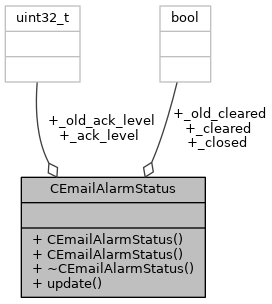 uint32_t
bool
+_old_ack_level
+_ack_level
+_old_cleared
+_cleared
+_closed
CEmailAlarmStatus
+ CEmailAlarmStatus()
+ CEmailAlarmStatus()
+ ~CEmailAlarmStatus()
+ update()